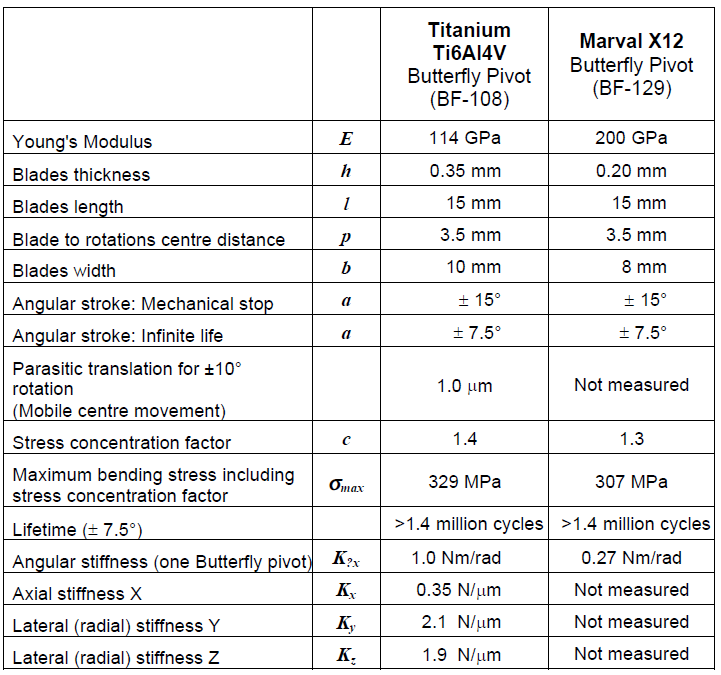 Titanium
Ti6Al4V
Butterfly Pivot
(BF-108)
Marval X12
Butterfly Pivot
(BF-129)
Young's Modulus E 114 GPa 200 GPa
Blades thickness h 0.35 mm 0.20 mm
Blades length l 15 mm 15 mm
Blade to rotations centre distance p 3.5 mm 3.5 mm
Blades width b 10 mm 8 mm
Angular stroke: Mechanical stop a ± 15° ± 15°
Angular stroke: Infinite life a ± 7.5° ± 7.5°
Parasitic translation for ±10°
rotation
(Mobile centre movement) 1.0 µm Not measured
Stress concentration factor c 1.4 1.3
Maximum bending stress including
stress concentration factor σmax 329 MPa 307 MPa
Lifetime (± 7.5°) >1.4 million cycles >1.4 million cycles
Angular stiffness (one Butterfly pivot) K?x 1.0 Nm/rad 0.27 Nm/rad
Axial stiffness X Kx 0.35 N/µm Not measured
Lateral (radial) stiffness Y Ky 2.1 N/µm Not measured
Lateral (radial) stiffness Z Kz 1.9 N/µm Not measured